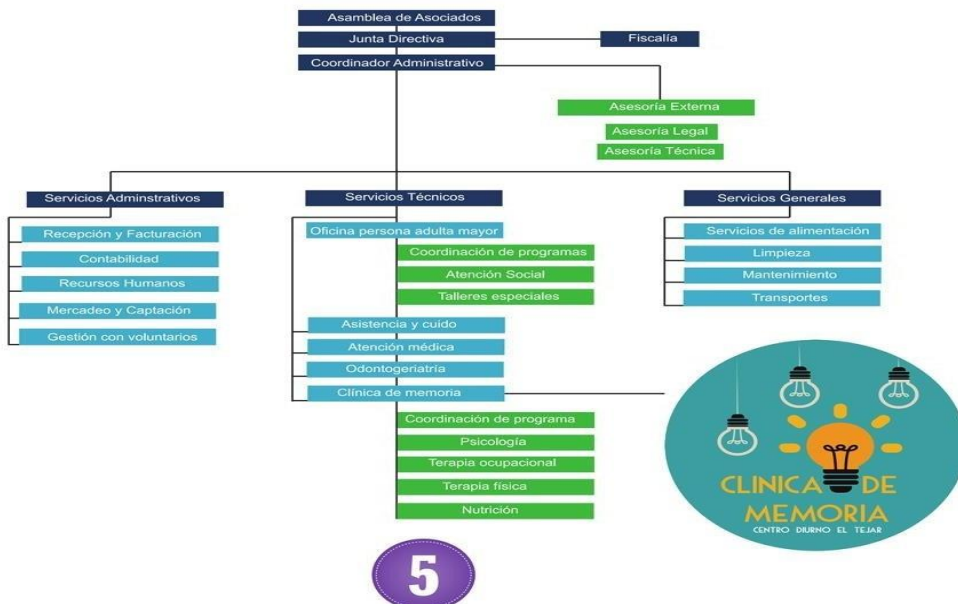 Asamblea de Asociados
Junta Directiva
Fiscalía
Coordinador Administrativo
Asesoría Externa
Asesoría Legal
Asesoría Técnica
Servicios Adminstrativos
Recepción y Facturación
Contabilidad
Recursos Humanos
Mercadeo y Captación
Gestión con voluntarios
Servicios Técnicos
Oficina persona adulta mayor
Coordinación de programas
Atención Social
Talleres especiales
Asistencia y cuido
Atención médica
Odontogeriatría
Clínica de memoria
Coordinación de programa
Psicología
Terapia ocupacional
Terapia física
Nutrición
Servicios Generales
Servicios de alimentación
Limpieza
Mantenimiento
Transportes
CLINICA DE
MEMORIA
CENTRO DIURNO EL TEJAR
5